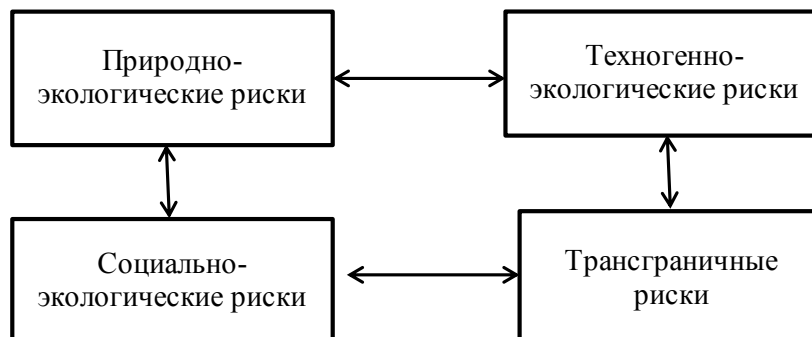 Природно-
экологические риски
Техногенно-
экологические риски
Социально-
экологические риски
Трансграничные
риски